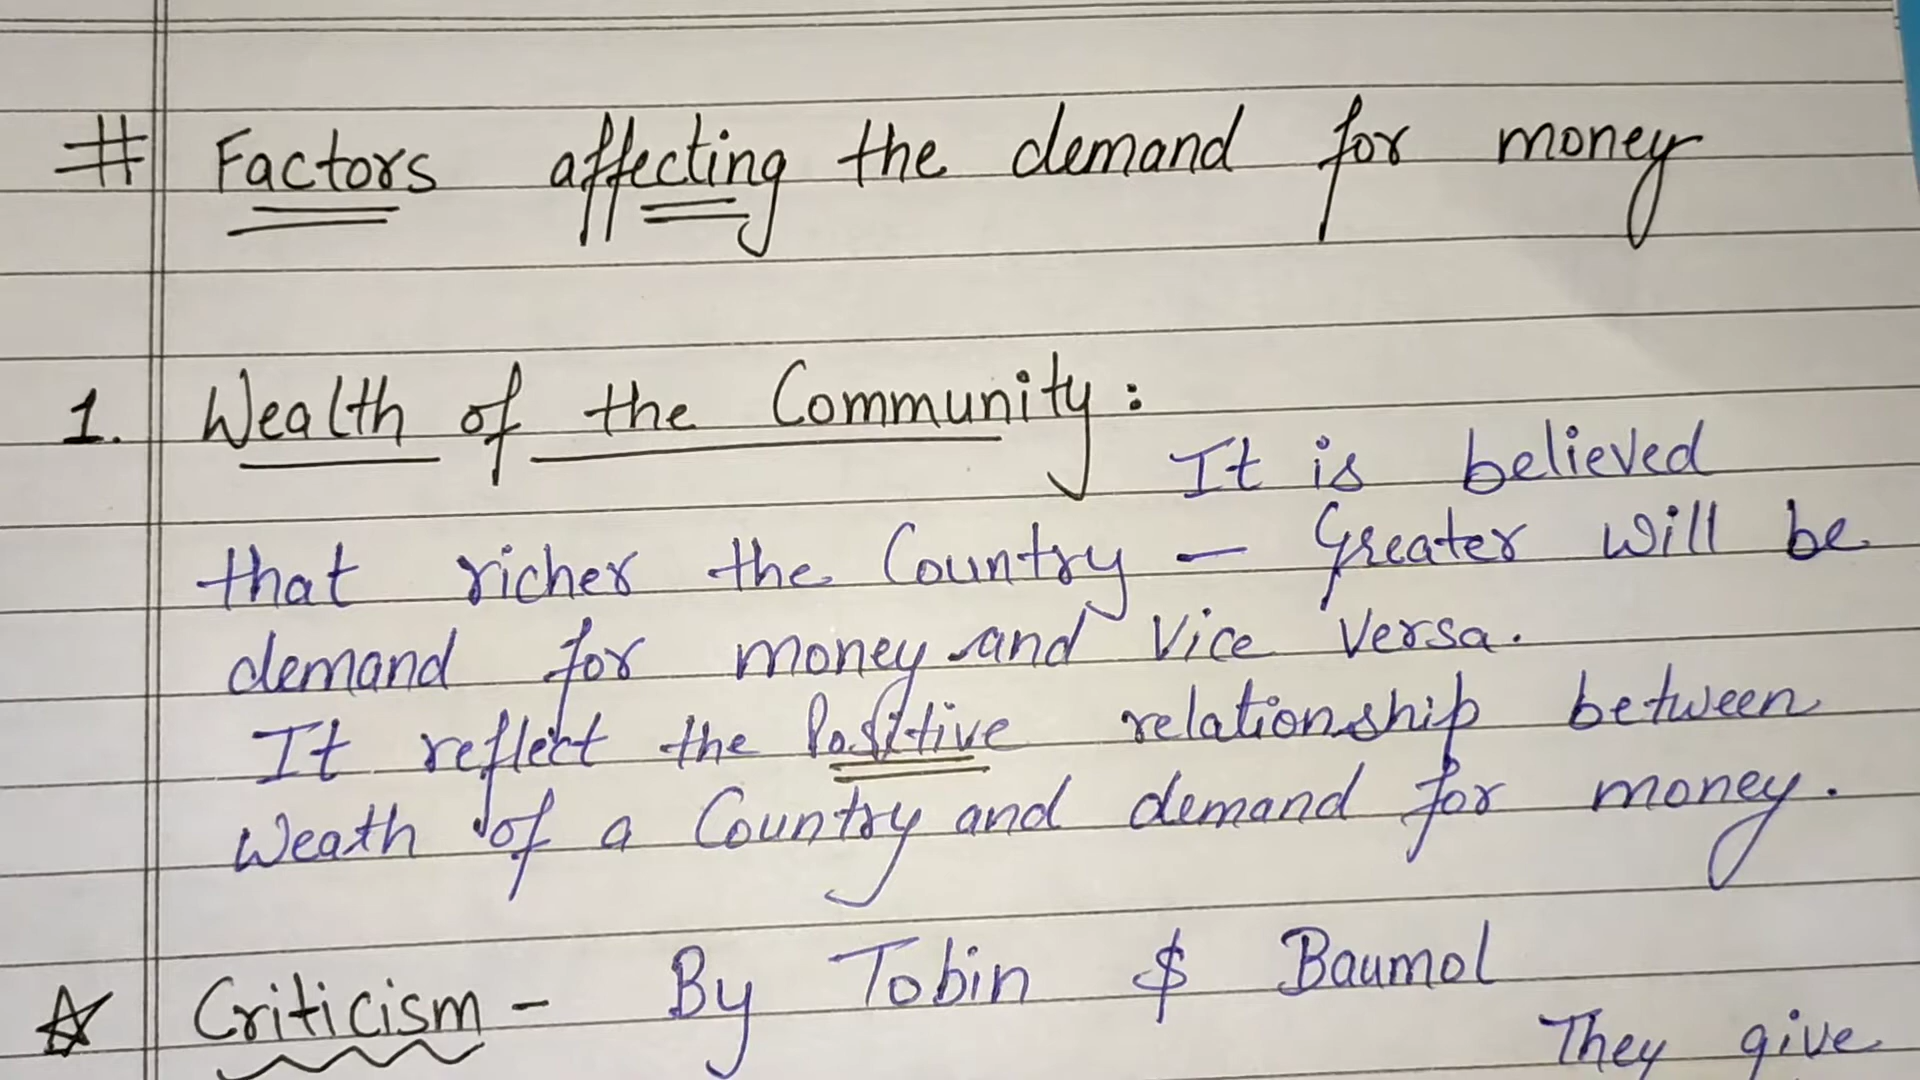 # Factors affecting the demand for money
1. Wealth of the Community:
It is believed
that richer the Country — Greater will be
demand for money and Vice Versa.
It reflect the Positive relationship between
Weath of a Country and demand for money.
☆ Criticism - By Tobin $ Baumol
They give